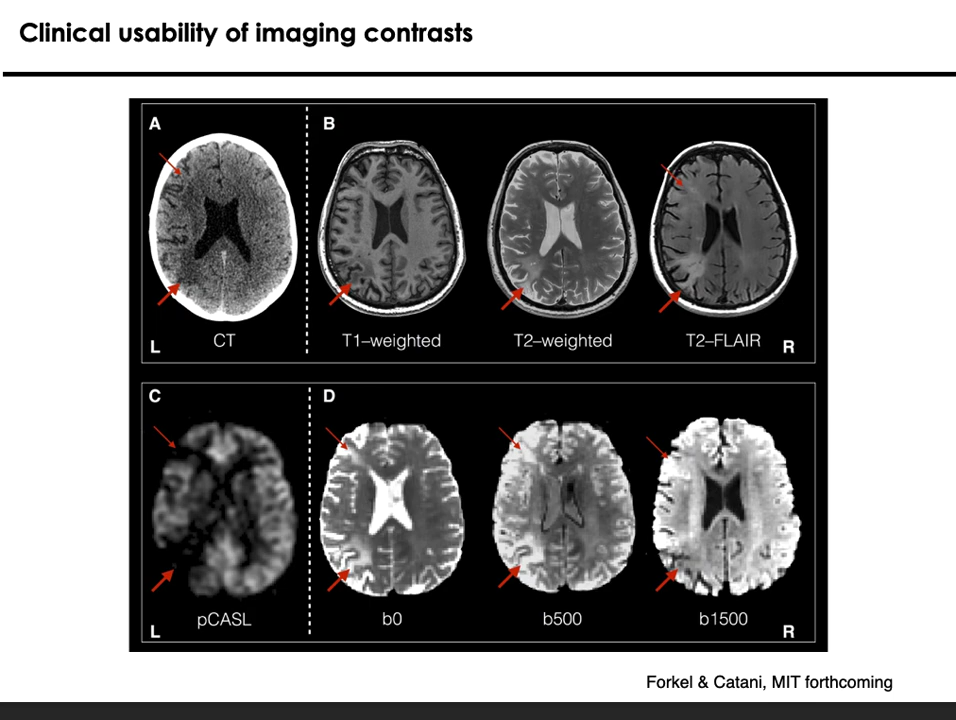 Clinical usability of imaging contrasts
A
B
CT
T1–weighted
T2–weighted
T2–FLAIR
L
R
C
D
pCASL
b0
b500
b1500
L
R
Forkel & Catani, MIT forthcoming